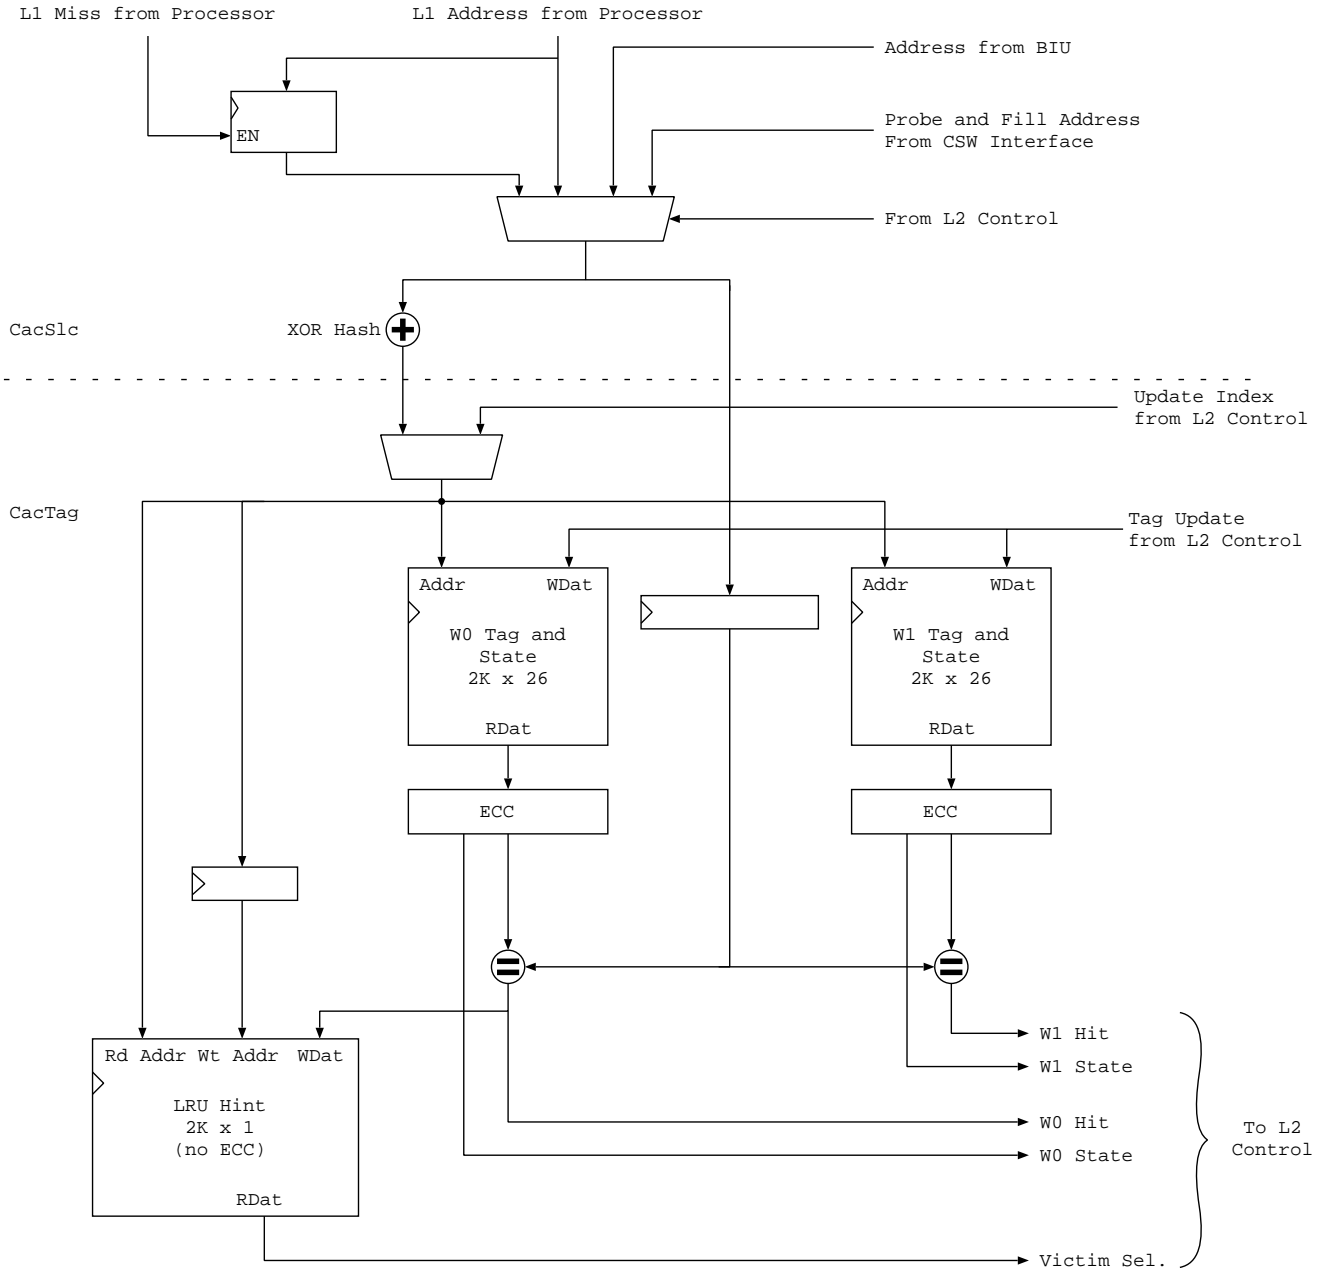 L1 Miss from Processor
L1 Address from Processor
Address from BIU
EN
Probe and Fill Address
From CSW Interface
From L2 Control
CacSlc
XOR Hash
Update Index
from L2 Control
CacTag
Tag Update
from L2 Control
Addr WDat
W0 Tag and
State
2K x 26
RDat
Addr WDat
W1 Tag and
State
2K x 26
RDat
ECC
ECC
Rd Addr Wt Addr WDat
LRU Hint
2K x 1
(no ECC)
RDat
W1 Hit
W1 State
W0 Hit
W0 State
Victim Sel.
To L2
Control